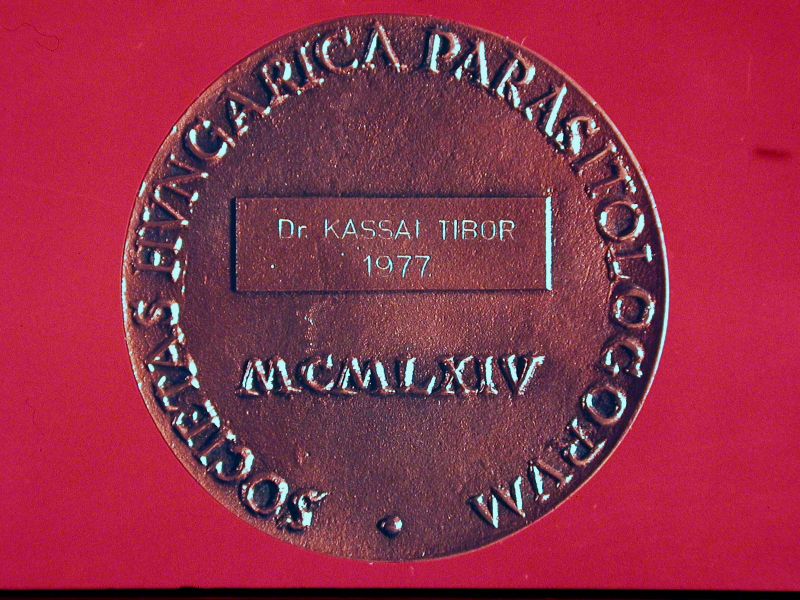 SOCIETAS HVNGARICA PARASITOLOGORVM
Dr. KASSAI TIBOR
1977
MCMLXIV